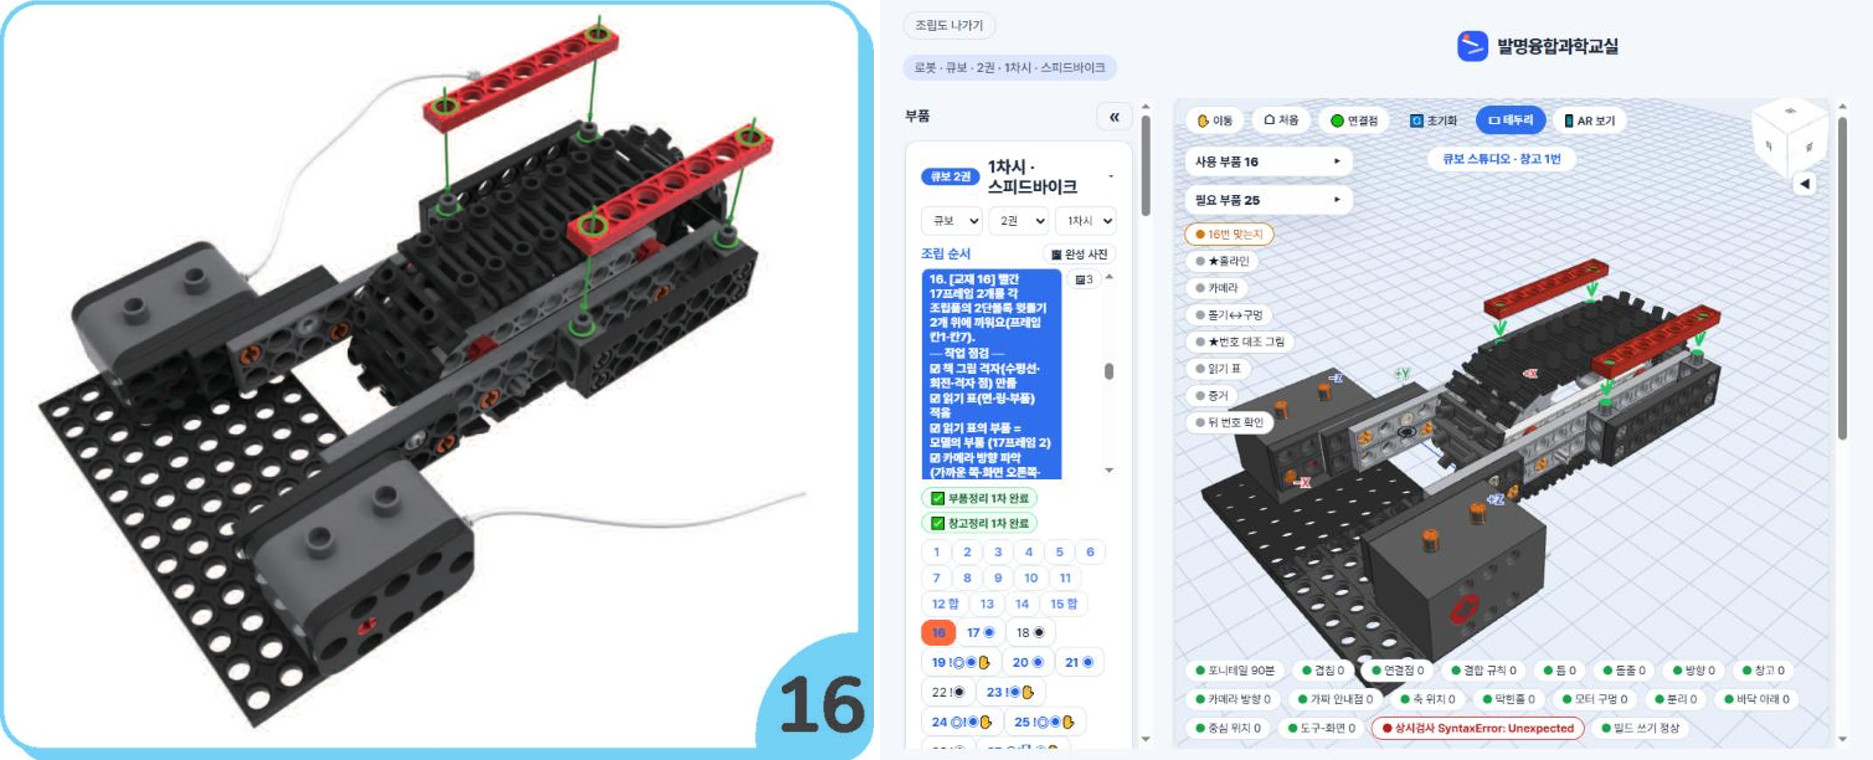 16
조립도 나가기
로봇 · 큐보 · 2권 · 1차시 · 스피드바이크
발명융합과학교실
부품
«
큐보 2권
1차시 ·
스피드바이크
큐보
2권
1차시
조립 순서
완성 사진
16. [교재 16] 빨간
17프레임 2개를 각
조립품의 2단블록 윗돌기
2개 위에 끼워요(프레임
칸1·칸7).
— 작업 점검 —
☑ 책 그림 격자(수평선·
회전·격자 점) 만듦
☑ 읽기 표(면·링·부품)
적음
☑ 읽기 표의 부품 =
모델의 부품 (17프레임 2)
☑ 카메라 방향 파악
(가까운 쪽·화면 오른쪽·
3
✅ 부품정리 1차 완료
✅ 창고정리 1차 완료
1 2 3 4 5 6
7 8 9 10 11
12 합 13 14 15 합
16 17 18
19 ! 20 21
22 ! 23 !
24 ! 25 !
이동
처음
연결점
초기화
테두리
AR 보기
사용 부품 16
큐보 스튜디오 · 창고 1번
필요 부품 25
16번 맞는지
★홀라인
카메라
돌기↔구멍
★번호 대조 그림
읽기 표
증거
뒤 번호 확인
-Z
+Y
+X
-X
+Z
포니테일 90분
겹침 0
연결점 0
결합 규칙 0
틈 0
돌출 0
방향 0
창고 0
카메라 방향 0
가짜 안내점 0
축 위치 0
막힌홀 0
모터 구멍 0
분리 0
바닥 아래 0
중심 위치 0
도구-화면 0
상시검사 SyntaxError: Unexpected
빌드 쓰기 정상